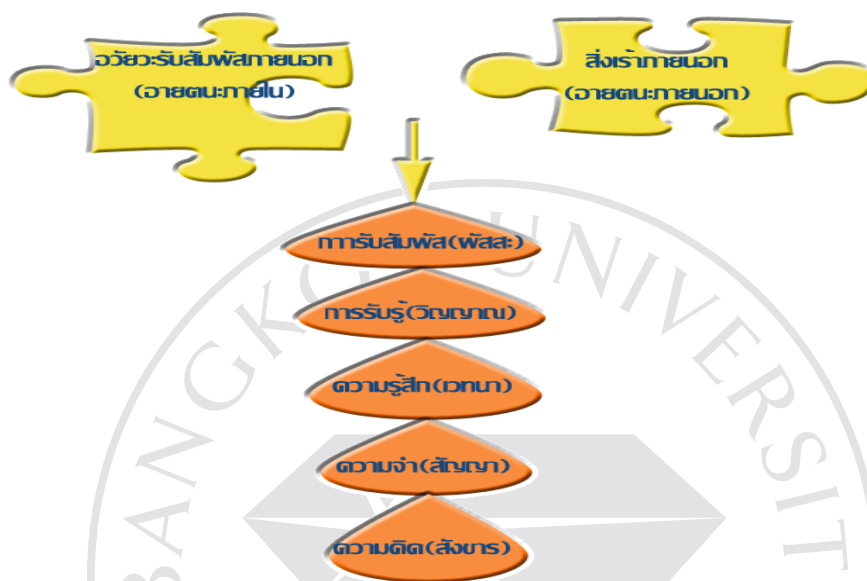 อวัยวะรับสัมพัสภายนอก
(อายตนะภายใน)
สิ่งเร้าภายนอก
(อายตนะภายนอก)
การรับสัมพัส(พัสสะ)
การรับรู้(วิญญาณ)
ความรู้สึก(เวทนา)
ความจำ(สัญญา)
ความคิด(สังขาร)
BANGKOK UNIVERSIT